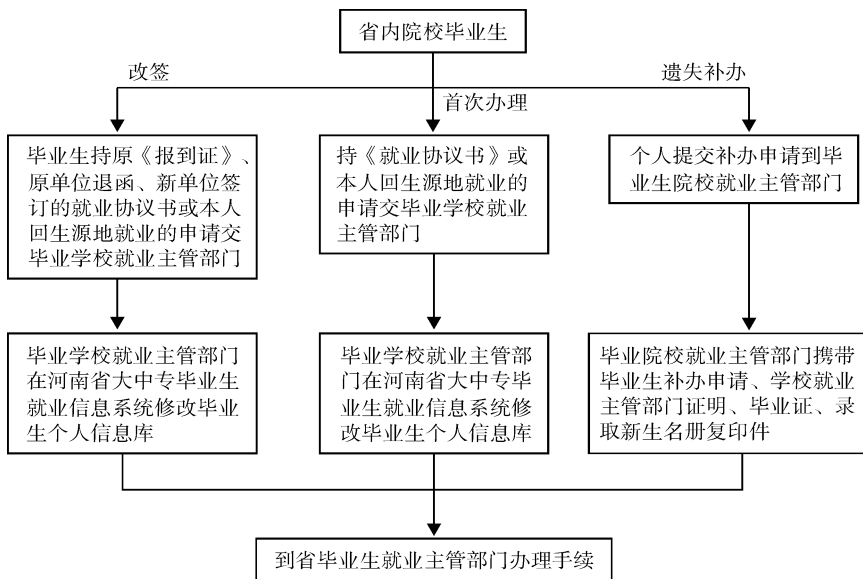 省内院校毕业生
改签
首次办理
遗失补办
毕业生持原《报到证》、
原单位退函、新单位签
订的就业协议书或本人
回生源地就业的申请交
毕业学校就业主管部门
持《就业协议书》或
本人回生源地就业的
申请交毕业学校就业
主管部门
个人提交补办申请到毕
业生院校就业主管部门
毕业学校就业主管部门
在河南省大中专毕业生
就业信息系统修改毕业
生个人信息库
毕业学校就业主管部
门在河南省大中专毕
业生就业信息系统修
改毕业生个人信息库
毕业院校就业主管部门携带
毕业生补办申请、学校就业
主管部门证明、毕业证、录
取新生名册复印件
到省毕业生就业主管部门办理手续